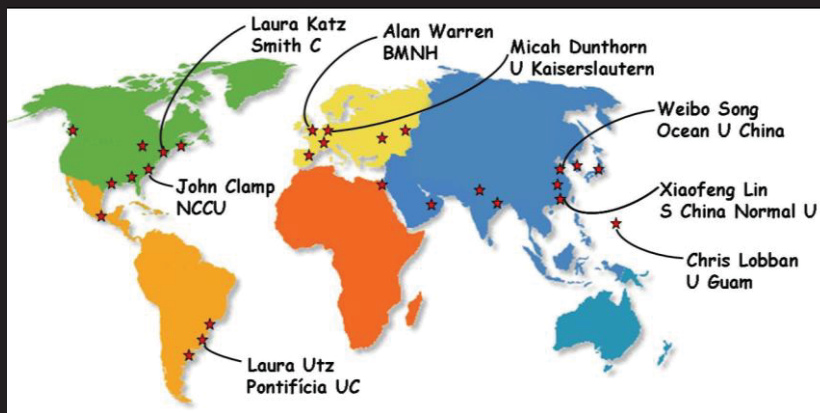 Laura Katz
Smith C
Alan Warren
BMNH
Micah Dunthorn
U Kaiserslautern
Weibo Song
Ocean U China
John Clamp
NCCU
Xiaofeng Lin
S China Normal U
Chris Lobban
U Guam
Laura Utz
Pontifícia UC